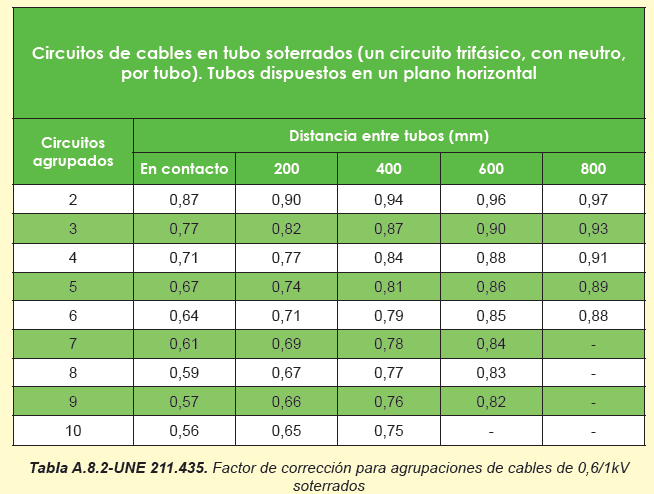 Circuitos de cables en tubo soterrados (un circuito trifásico, con neutro,
por tubo). Tubos dispuestos en un plano horizontal
Circuitos
agrupados
Distancia entre tubos (mm)
En contacto 200 400 600 800
2 0,87 0,90 0,94 0,96 0,97
3 0,77 0,82 0,87 0,90 0,93
4 0,71 0,77 0,84 0,88 0,91
5 0,67 0,74 0,81 0,86 0,89
6 0,64 0,71 0,79 0,85 0,88
7 0,61 0,69 0,78 0,84 -
8 0,59 0,67 0,77 0,83 -
9 0,57 0,66 0,76 0,82 -
10 0,56 0,65 0,75 - -
Tabla A.8.2-UNE 211.435. Factor de corrección para agrupaciones de cables de 0,6/1kV
soterrados